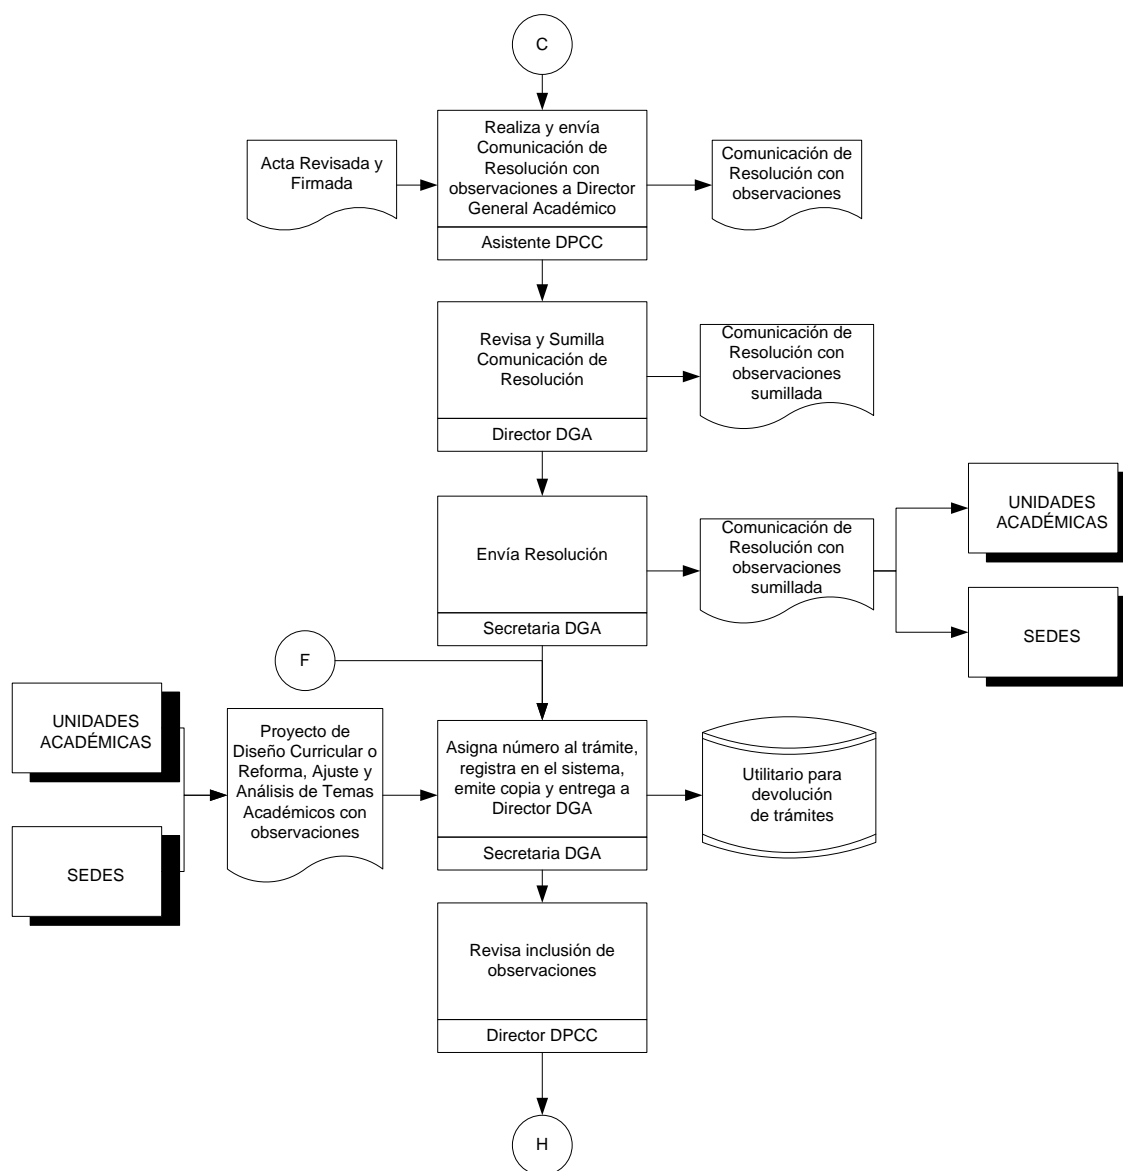 C
Acta Revisada y
Firmada
Realiza y envía
Comunicación de
Resolución con
observaciones a Director
General Académico
Asistente DPCC
Comunicación de
Resolución con
observaciones
Revisa y Sumilla
Comunicación de
Resolución
Director DGA
Comunicación de
Resolución con
observaciones
sumillada
Envía Resolución
Secretaria DGA
Comunicación de
Resolución con
observaciones
sumillada
UNIDADES
ACADÉMICAS
SEDES
F
UNIDADES
ACADÉMICAS
SEDES
Proyecto de
Diseño Curricular o
Reforma, Ajuste y
Análisis de Temas
Académicos con
observaciones
Asigna número al trámite,
registra en el sistema,
emite copia y entrega a
Director DGA
Secretaria DGA
Utilitario para
devolución
de trámites
Revisa inclusión de
observaciones
Director DPCC
H